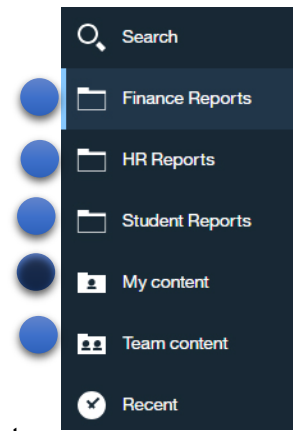 Search
Finance Reports
HR Reports
Student Reports
My content
Team content
Recent